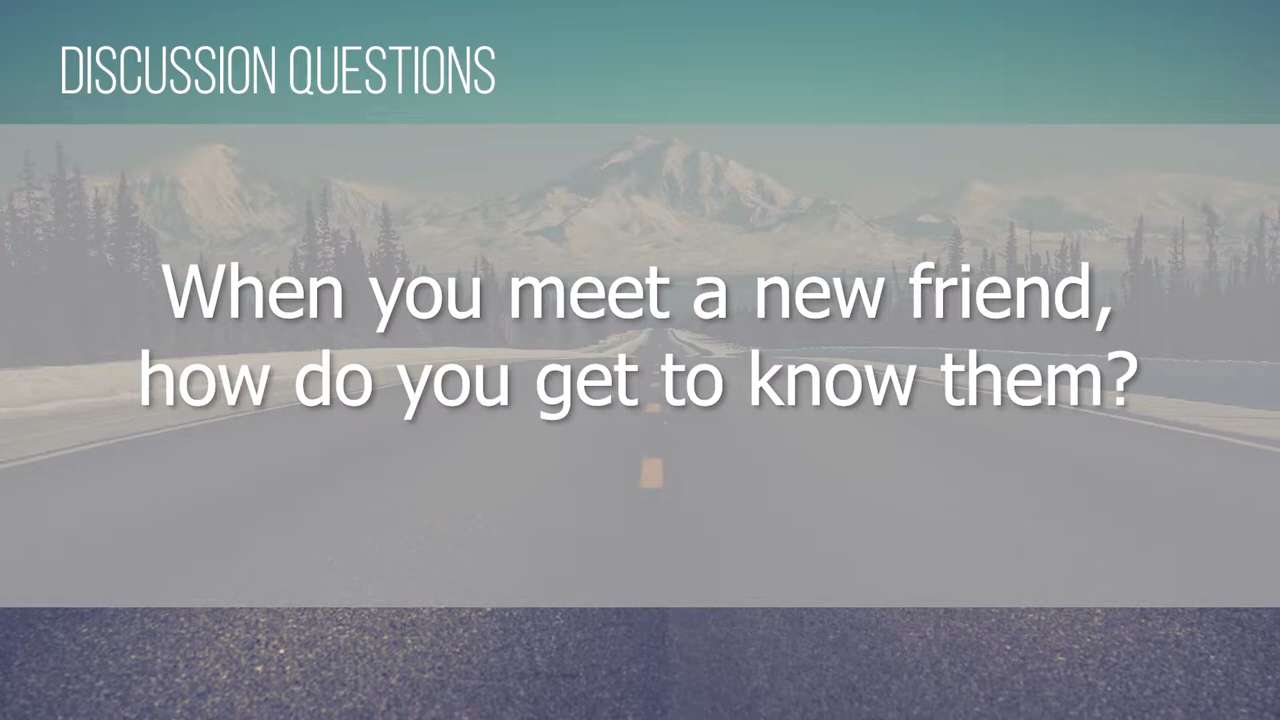 DISCUSSION QUESTIONS
When you meet a new friend,
how do you get to know them?